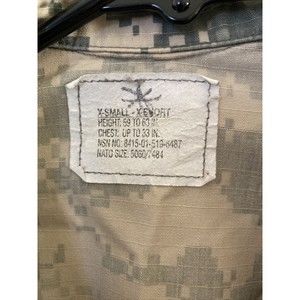 X-SMALL - X-SHORT
HEIGHT: 59 TO 63 IN.
CHEST: UP TO 33 IN.
NSN NO: 8415-01-519-8487
NATO SIZE: 5060/7484